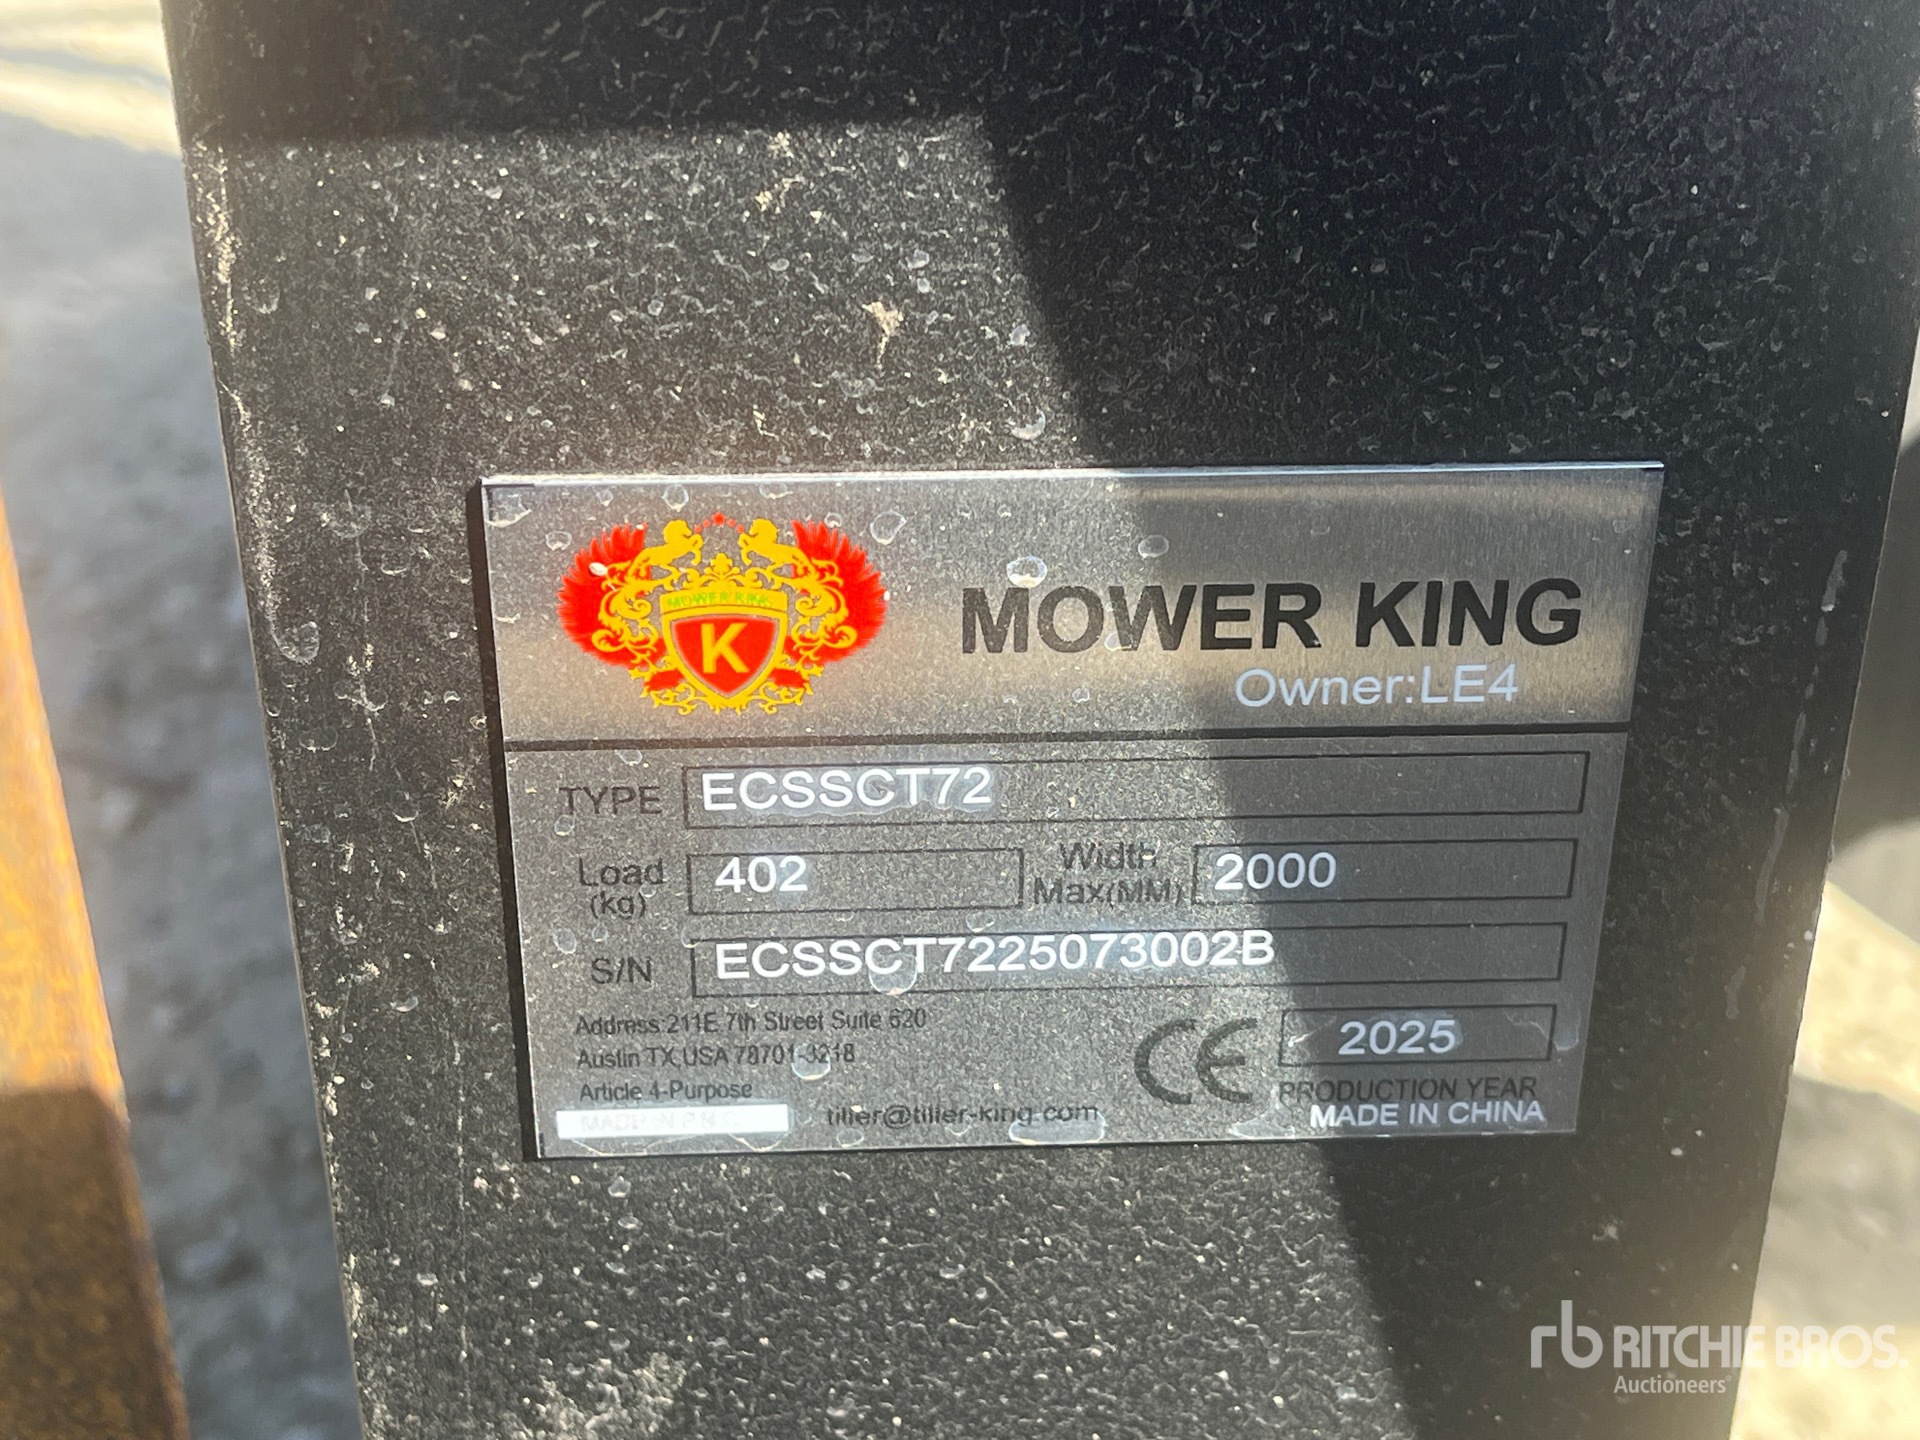 MOWER KING
K
MOWER KING
Owner:LE4
TYPE ECSSCT72
Load (kg) 402 Width Max(MM) 2000
S/N ECSSCT7225073002B
Address:211E 7th Street Suite 620
Austin TX,USA 78701-3218
Article 4-Purpose
tiller@tiller-king.com
CE
2025
PRODUCTION YEAR
MADE IN CHINA
rb RITCHIE BROS.
Auctioneers